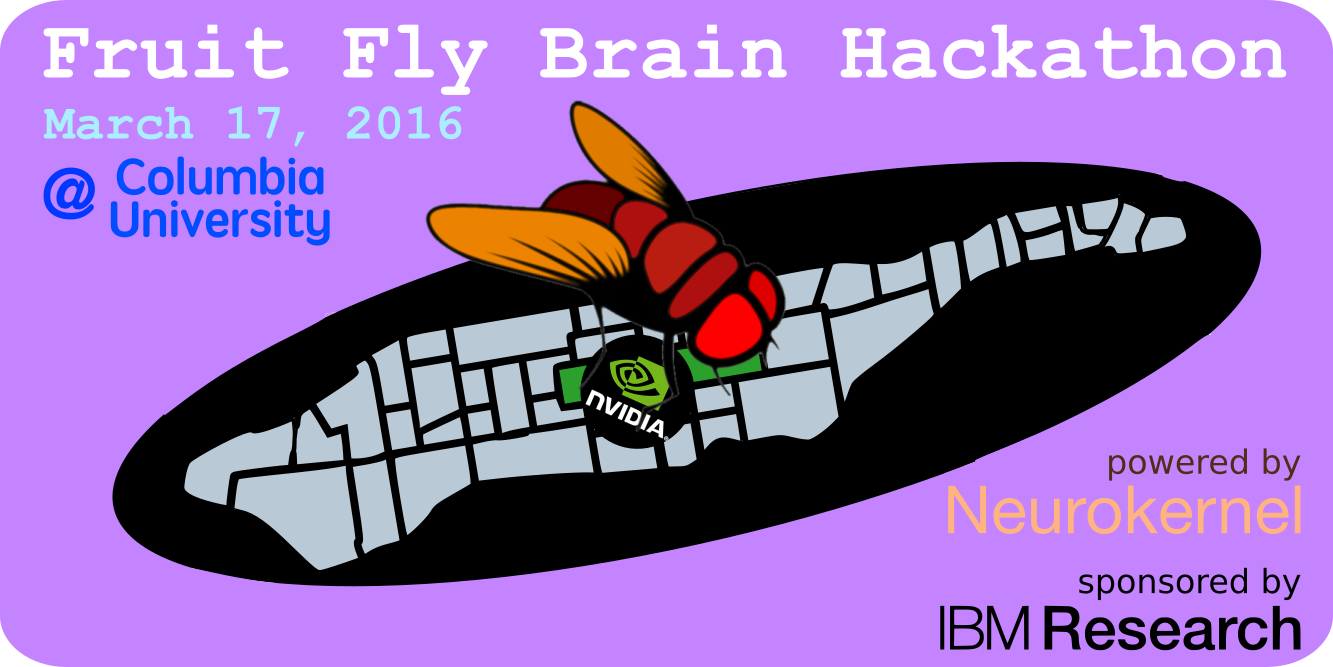 Fruit Fly Brain Hackathon
March 17, 2016
@ Columbia
University
NVIDIA
powered by
Neurokernel
sponsored by
IBM Research